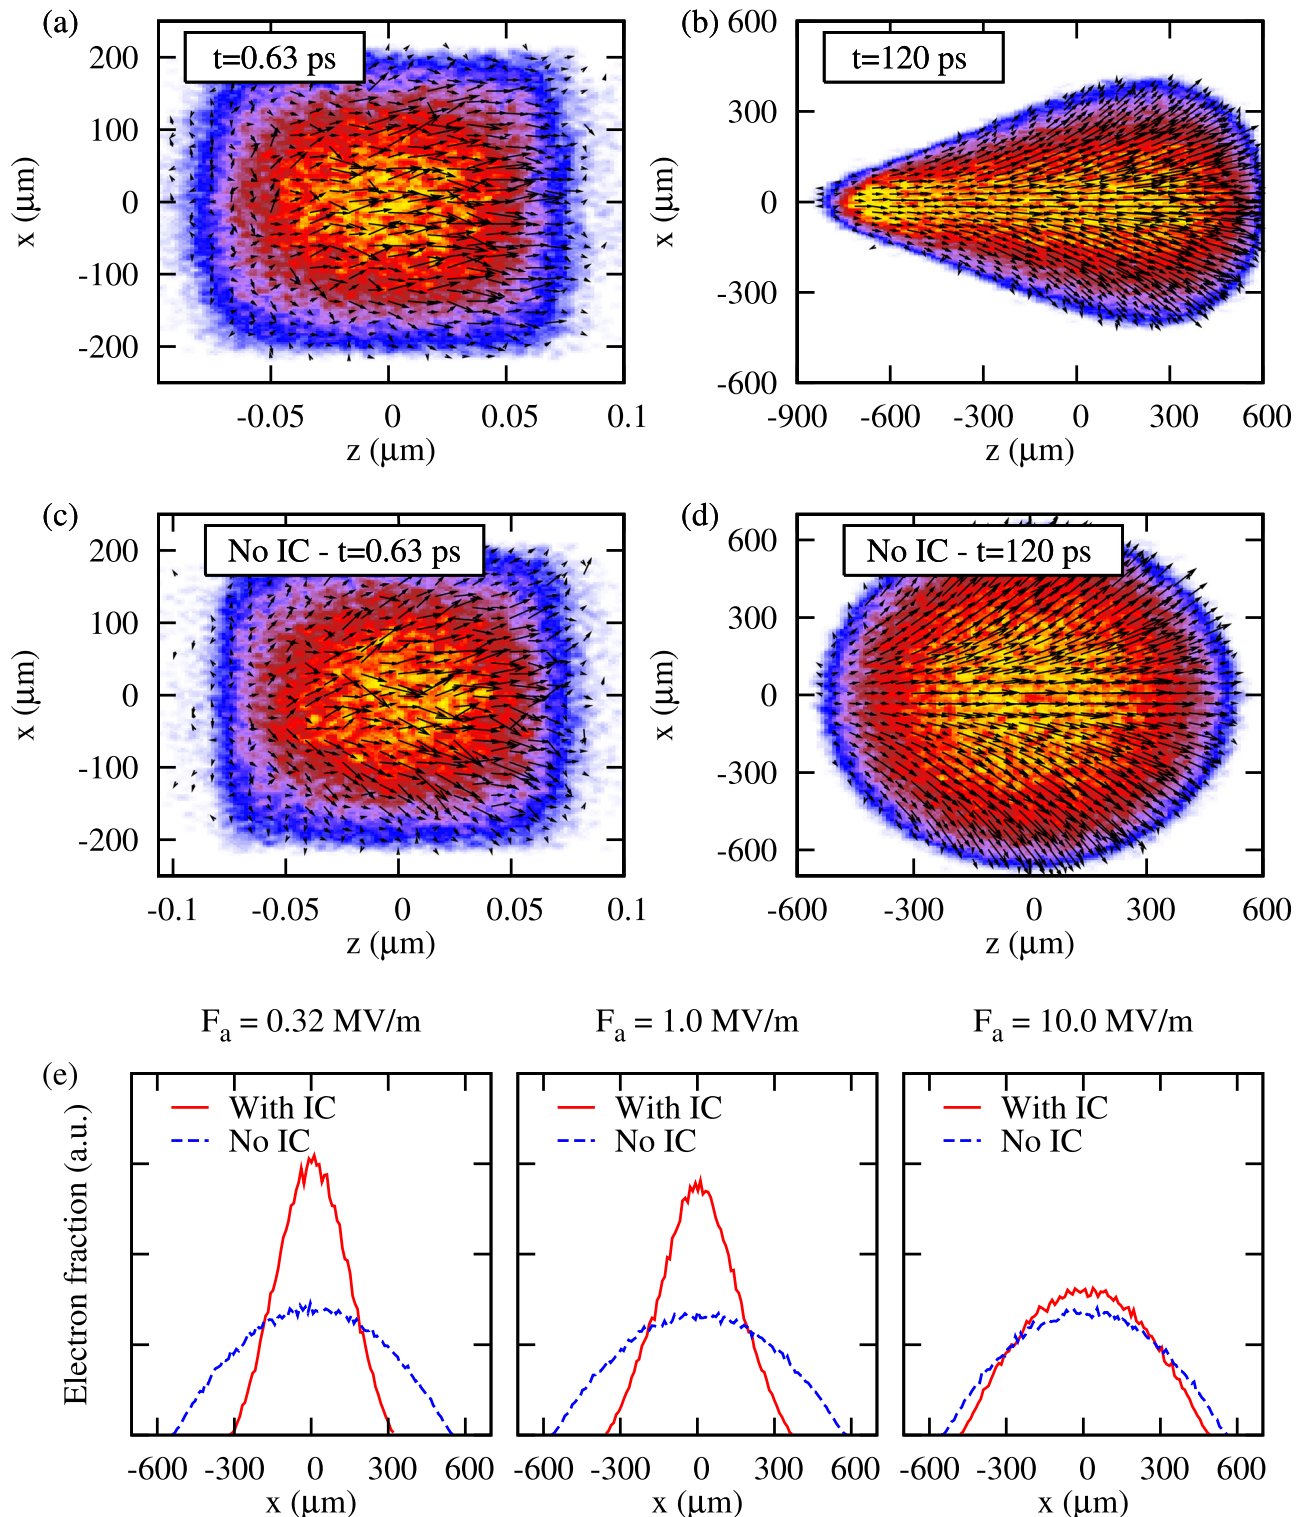 (a)
t=0.63 ps
200
100
0
-100
-200
x (μm)
-0.05
0
0.05
0.1
z (μm)
(b)
t=120 ps
600
300
0
-300
-600
x (μm)
-900
-600
-300
0
300
600
z (μm)
(c)
No IC - t=0.63 ps
200
100
0
-100
-200
x (μm)
-0.1
-0.05
0
0.05
0.1
z (μm)
(d)
No IC - t=120 ps
600
300
0
-300
-600
x (μm)
-600
-300
0
300
600
z (μm)
(e)
Electron fraction (a.u.)
Fa = 0.32 MV/m
With IC
No IC
-600
-300
0
300
600
x (μm)
Fa = 1.0 MV/m
With IC
No IC
-600
-300
0
300
600
x (μm)
Fa = 10.0 MV/m
With IC
No IC
-600
-300
0
300
600
x (μm)